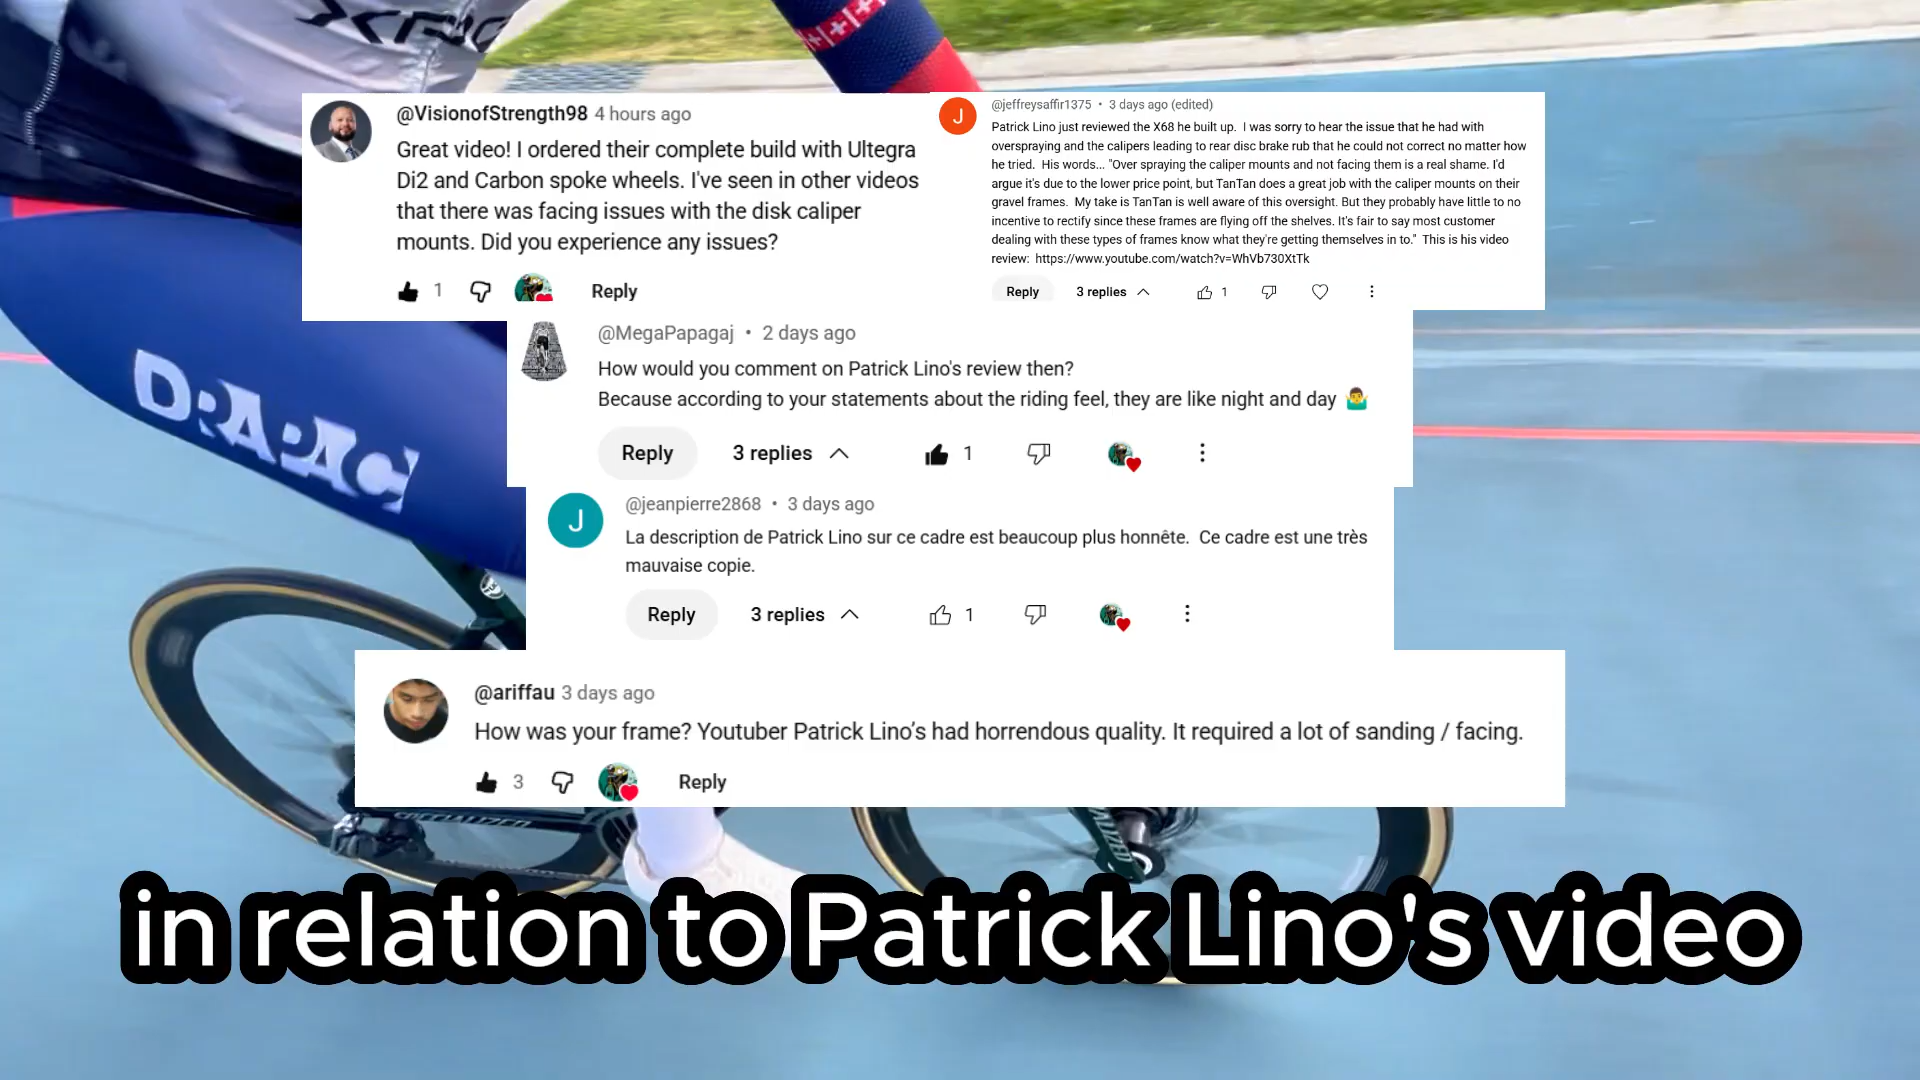 @VisionofStrength98 4 hours ago
Great video! I ordered their complete build with Ultegra
Di2 and Carbon spoke wheels. I've seen in other videos
that there was facing issues with the disk caliper
mounts. Did you experience any issues?
1 Reply
J
@jeffreysaffir1375 • 3 days ago (edited)
Patrick Lino just reviewed the X68 he built up. I was sorry to hear the issue that he had with
overspraying and the calipers leading to rear disc brake rub that he could not correct no matter how
he tried. His words... "Over spraying the caliper mounts and not facing them is a real shame. I'd
argue it's due to the lower price point, but TanTan does a great job with the caliper mounts on their
gravel frames. My take is TanTan is well aware of this oversight. But they probably have little to no
incentive to rectify since these frames are flying off the shelves. It's fair to say most customer
dealing with these types of frames know what they're getting themselves in to." This is his video
review: https://www.youtube.com/watch?v=WhVb730XtTk
Reply 3 replies 1
@MegaPapagaj • 2 days ago
How would you comment on Patrick Lino's review then?
Because according to your statements about the riding feel, they are like night and day 🤷‍♂️
Reply 3 replies 1
J
@jeanpierre2868 • 3 days ago
La description de Patrick Lino sur ce cadre est beaucoup plus honnête. Ce cadre est une très
mauvaise copie.
Reply 3 replies 1
@ariffau 3 days ago
How was your frame? Youtuber Patrick Lino’s had horrendous quality. It required a lot of sanding / facing.
3 Reply
DRAPAC
SPECIALIZED
in relation to Patrick Lino's video